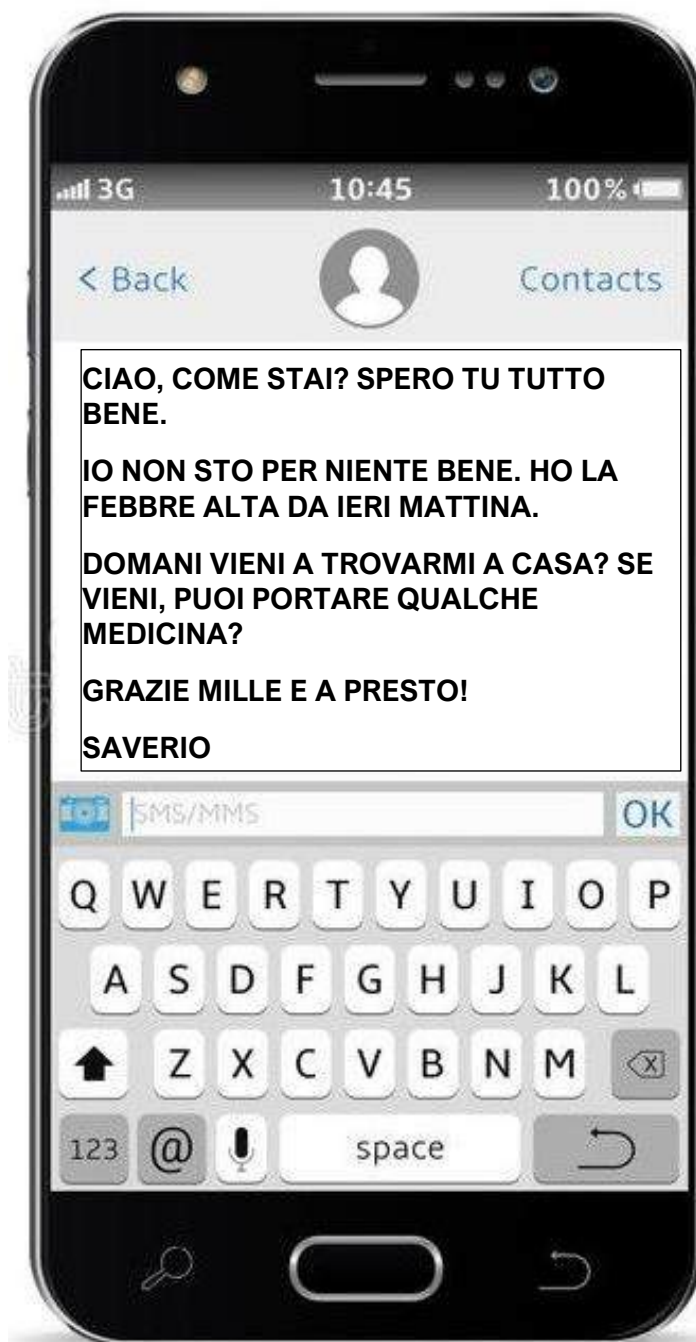 3G 10:45 100%
< Back Contacts
CIAO, COME STAI? SPERO TU TUTTO
BENE.
IO NON STO PER NIENTE BENE. HO LA
FEBBRE ALTA DA IERI MATTINA.
DOMANI VIENI A TROVARMI A CASA? SE
VIENI, PUOI PORTARE QUALCHE
MEDICINA?
GRAZIE MILLE E A PRESTO!
SAVERIO
SMS/MMS OK
Q W E R T Y U I O P
A S D F G H J K L
Z X C V B N M X
123 @ space